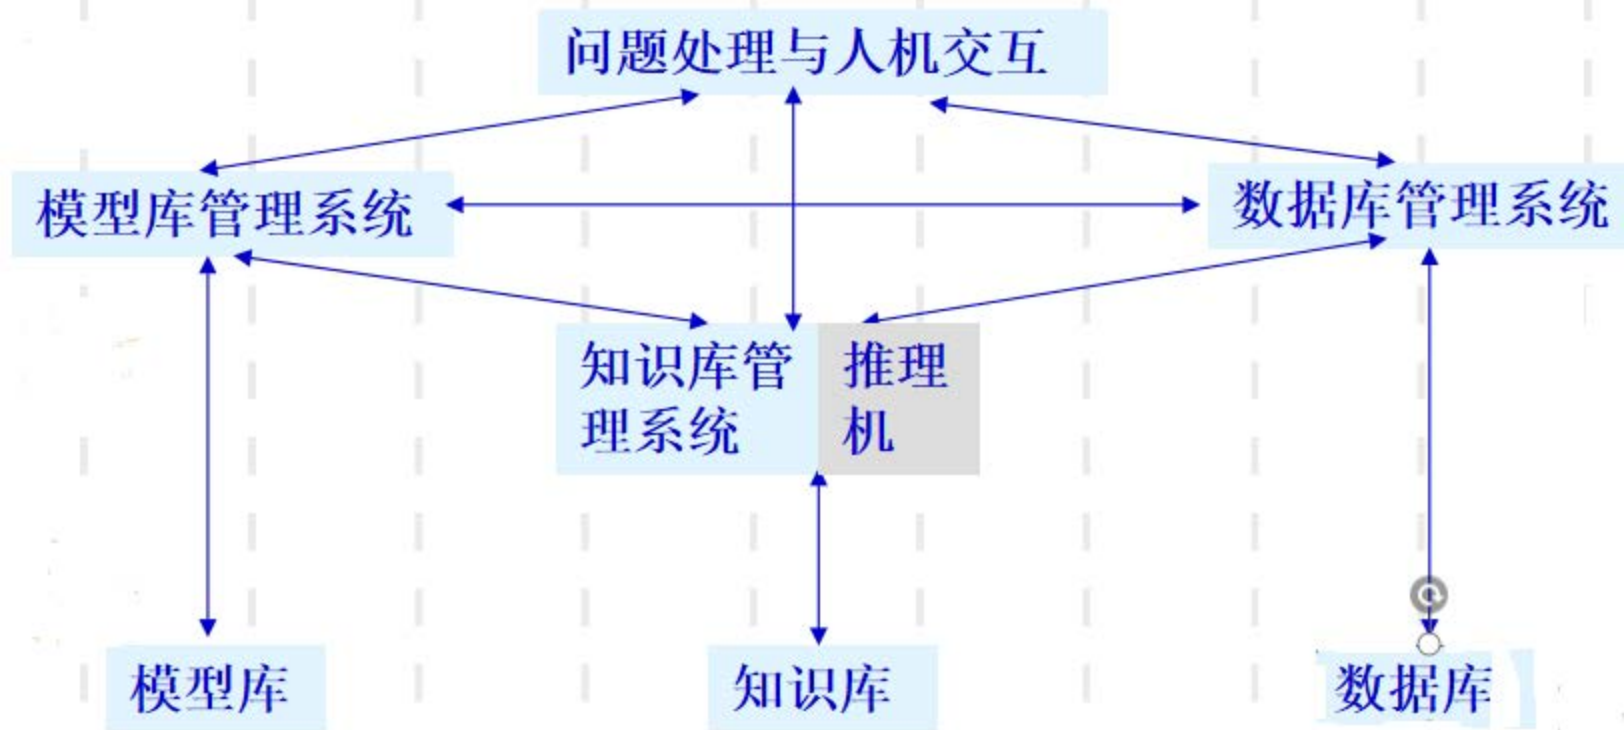 问题处理与人机交互
模型库管理系统
数据库管理系统
知识库管
理系统
推理
机
模型库
知识库
数据库